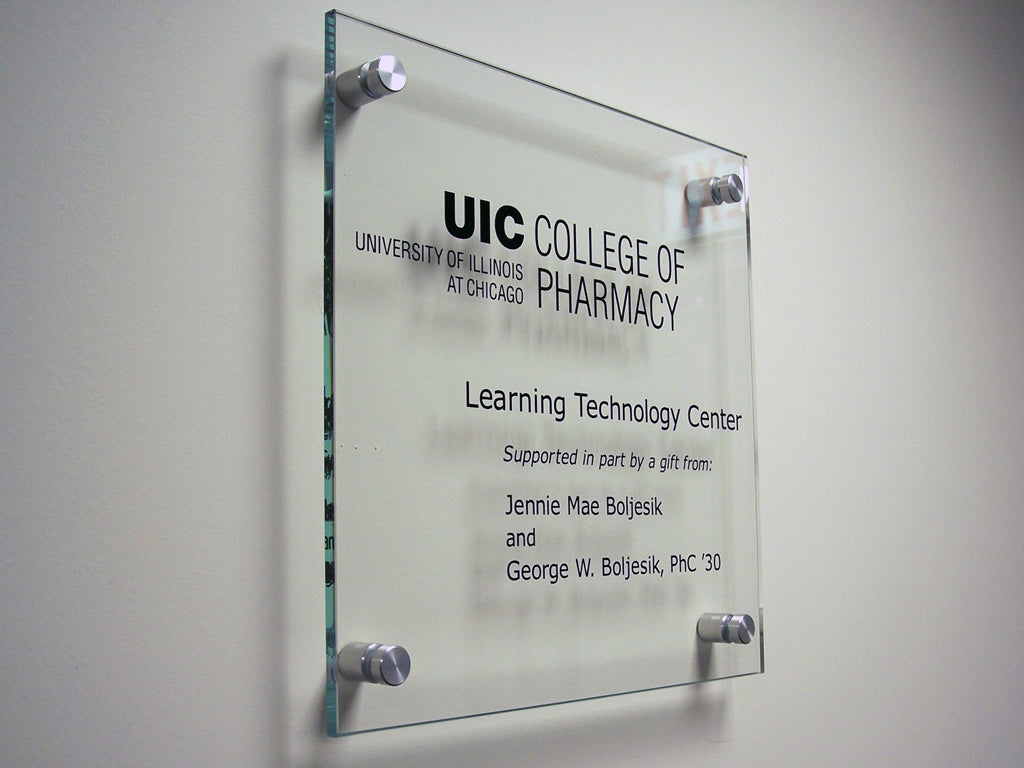 UIC COLLEGE OF
UNIVERSITY OF ILLINOIS
AT CHICAGO PHARMACY
Learning Technology Center
Supported in part by a gift from:
Jennie Mae Boljesik
and
George W. Boljesik, PhC '30
EXIT